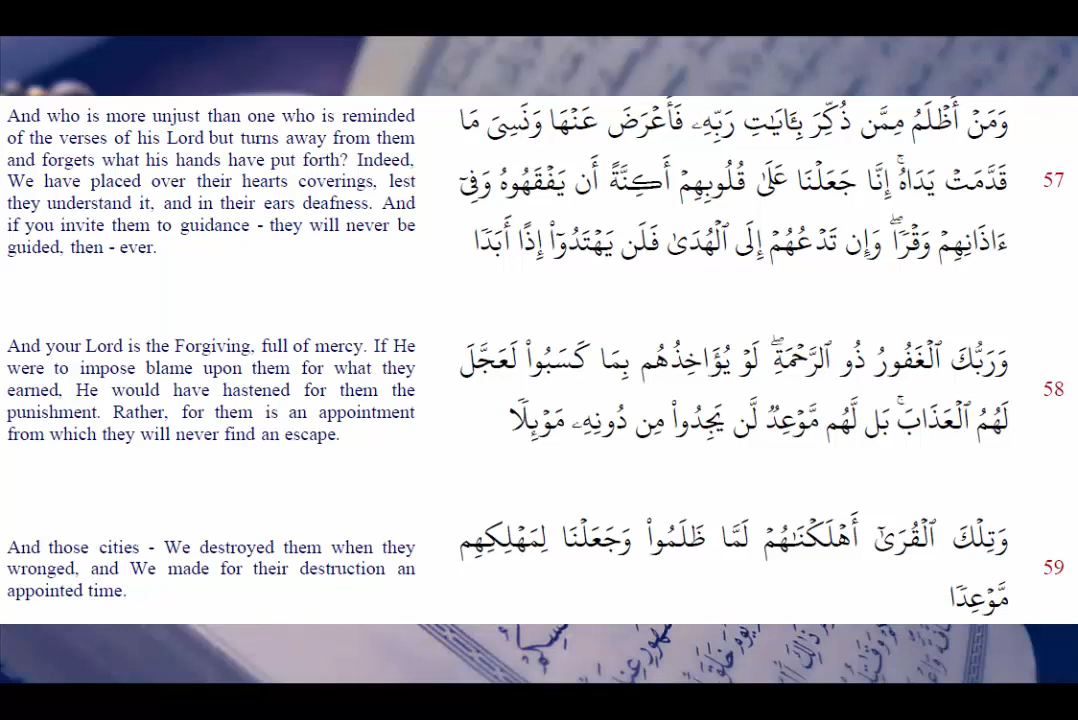 And who is more unjust than one who is reminded
of the verses of his Lord but turns away from them
and forgets what his hands have put forth? Indeed,
We have placed over their hearts coverings, lest
they understand it, and in their ears deafness. And
if you invite them to guidance - they will never be
guided, then - ever.
وَمَنۡ أَظۡلَمُ مِمَّن ذُكِّرَ بِـَٔايَٰتِ رَبِّهِۦ فَأَعۡرَضَ عَنۡهَا وَنَسِيَ مَا
قَدَّمَتۡ يَدَاهُۚ إِنَّا جَعَلۡنَا عَلَىٰ قُلُوبِهِمۡ أَكِنَّةً أَن يَفۡقَهُوهُ وَفِيٓ
ءَاذَانِهِمۡ وَقۡرٗاۖ وَإِن تَدۡعُهُمۡ إِلَى ٱلۡهُدَىٰ فَلَن يَهۡتَدُوٓاْ إِذًا أَبَدٗا
57
And your Lord is the Forgiving, full of mercy. If He
were to impose blame upon them for what they
earned, He would have hastened for them the
punishment. Rather, for them is an appointment
from which they will never find an escape.
وَرَبُّكَ ٱلۡغَفُورُ ذُو ٱلرَّحۡمَةِۖ لَوۡ يُؤَاخِذُهُم بِمَا كَسَبُواْ لَعَجَّلَ
لَهُمُ ٱلۡعَذَابَۚ بَل لَّهُم مَّوۡعِدٞ لَّن يَجِدُواْ مِن دُونِهِۦ مَوۡئِلٗا
58
And those cities - We destroyed them when they
wronged, and We made for their destruction an
appointed time.
وَتِلۡكَ ٱلۡقُرَىٰٓ أَهۡلَكۡنَٰهُمۡ لَمَّا ظَلَمُواْ وَجَعَلۡنَا لِمَهۡلِكِهِم
مَّوۡعِدٗا
59